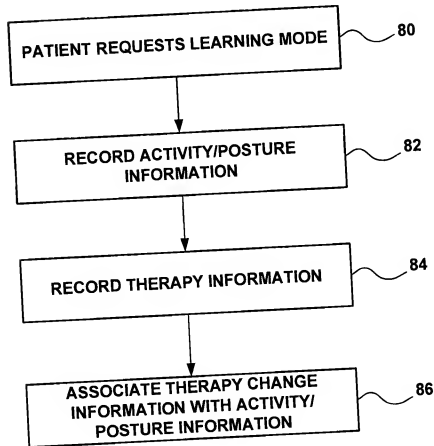 PATIENT REQUESTS LEARNING MODE
80
RECORD ACTIVITY/POSTURE
INFORMATION
82
RECORD THERAPY INFORMATION
84
ASSOCIATE THERAPY CHANGE
INFORMATION WITH ACTIVITY/
POSTURE INFORMATION
86